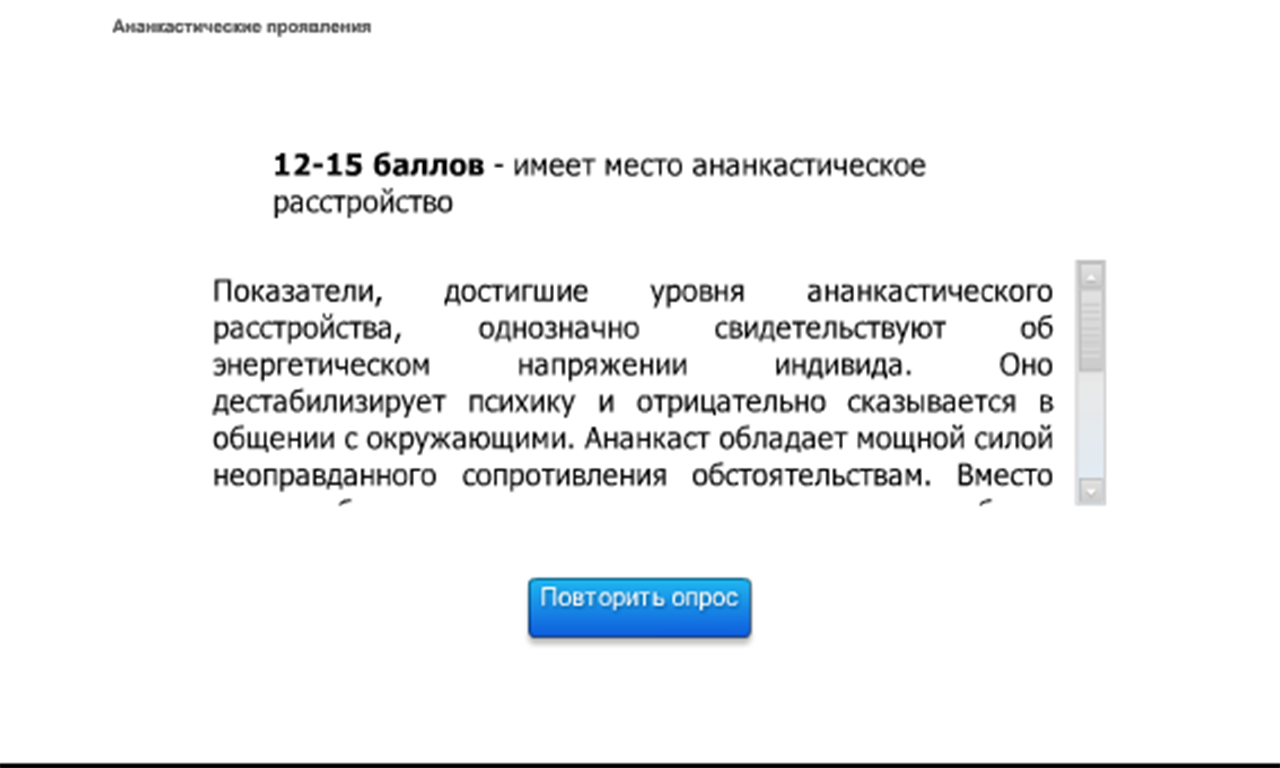 Ананкастические проявления
12-15 баллов - имеет место ананкастическое
расстройство
Показатели, достигшие уровня ананкастического
расстройства, однозначно свидетельствуют об
энергетическом напряжении индивида. Оно
дестабилизирует психику и отрицательно сказывается в
общении с окружающими. Ананкаст обладает мощной силой
неоправданного сопротивления обстоятельствам. Вместо
Повторить опрос